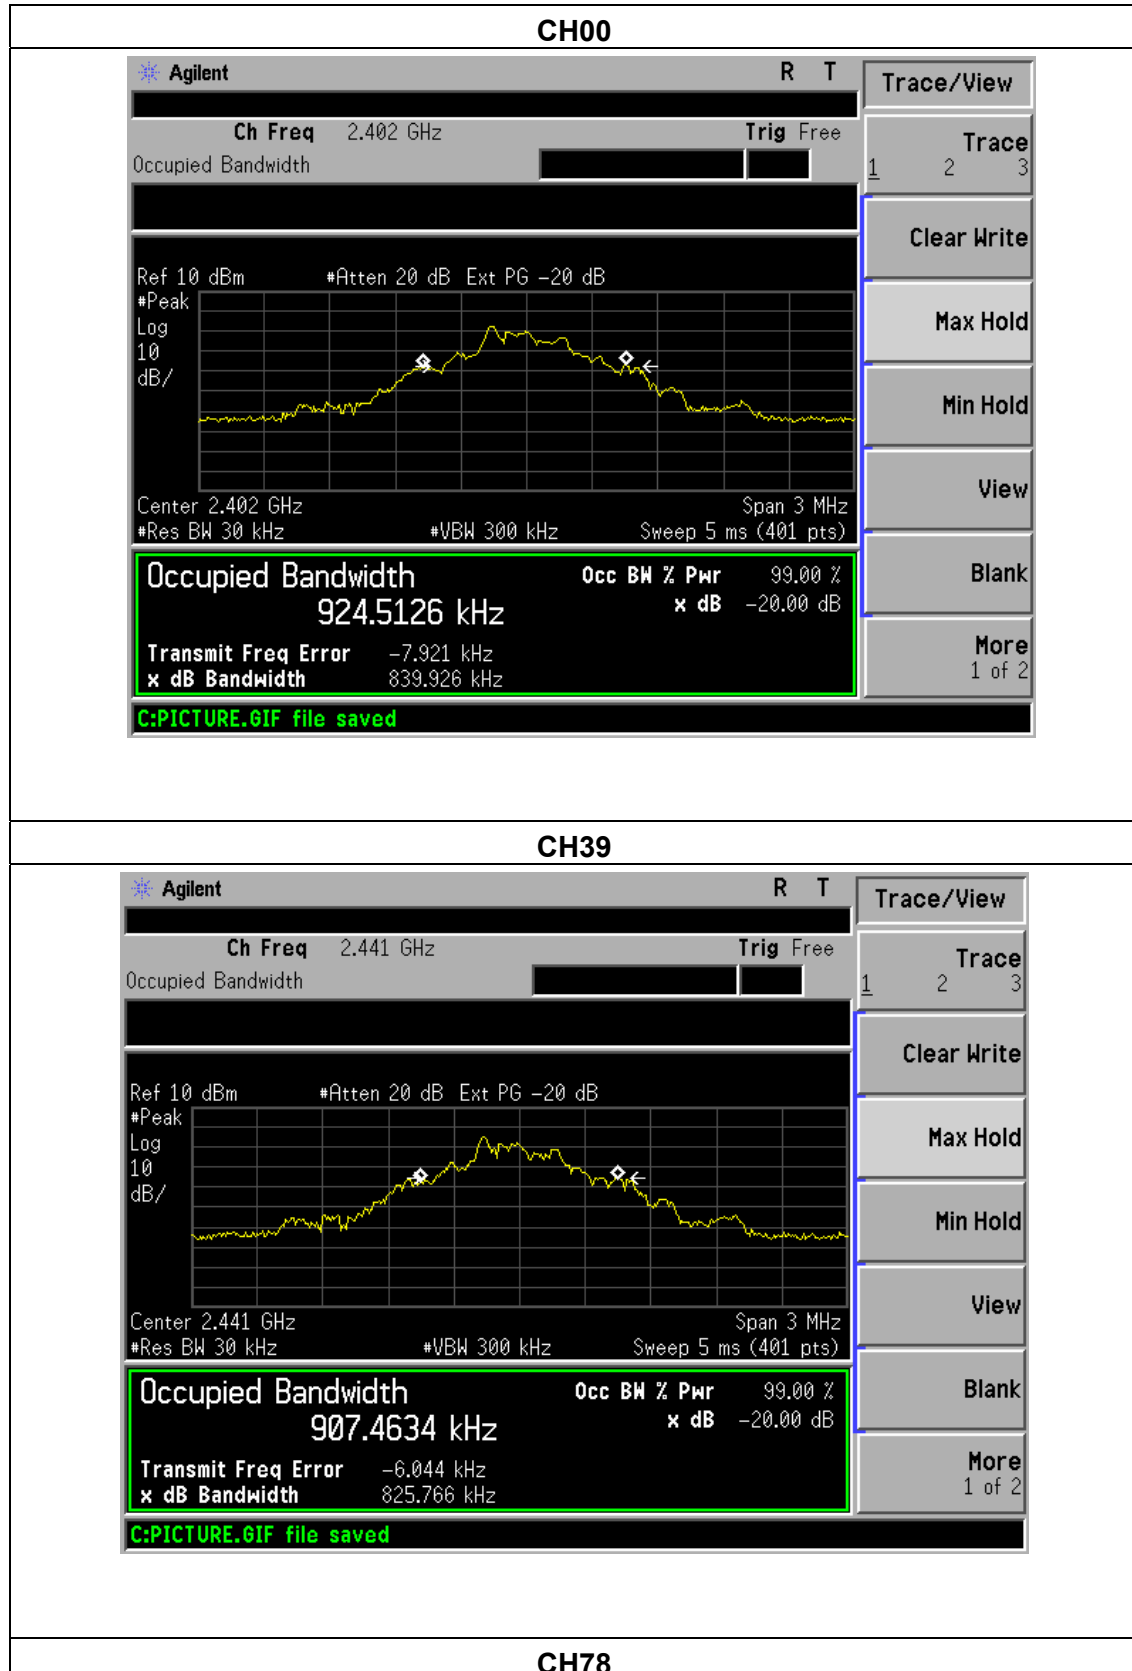 CH00
Agilent R T
Trace/View
Ch Freq 2.402 GHz Trig Free
Occupied Bandwidth
Trace
1 2 3
Clear Write
Ref 10 dBm #Atten 20 dB Ext PG -20 dB
#Peak
Log
10
dB/
Max Hold
Min Hold
View
Center 2.402 GHz Span 3 MHz
#Res BW 30 kHz #VBW 300 kHz Sweep 5 ms (401 pts)
Occupied Bandwidth Occ BW % Pwr 99.00 %
924.5126 kHz x dB -20.00 dB
Blank
Transmit Freq Error -7.921 kHz
x dB Bandwidth 839.926 kHz
More
1 of 2
C:PICTURE.GIF file saved
CH39
Agilent R T
Trace/View
Ch Freq 2.441 GHz Trig Free
Occupied Bandwidth
Trace
1 2 3
Clear Write
Ref 10 dBm #Atten 20 dB Ext PG -20 dB
#Peak
Log
10
dB/
Max Hold
Min Hold
View
Center 2.441 GHz Span 3 MHz
#Res BW 30 kHz #VBW 300 kHz Sweep 5 ms (401 pts)
Occupied Bandwidth Occ BW % Pwr 99.00 %
907.4634 kHz x dB -20.00 dB
Blank
Transmit Freq Error -6.044 kHz
x dB Bandwidth 825.766 kHz
More
1 of 2
C:PICTURE.GIF file saved
CH78